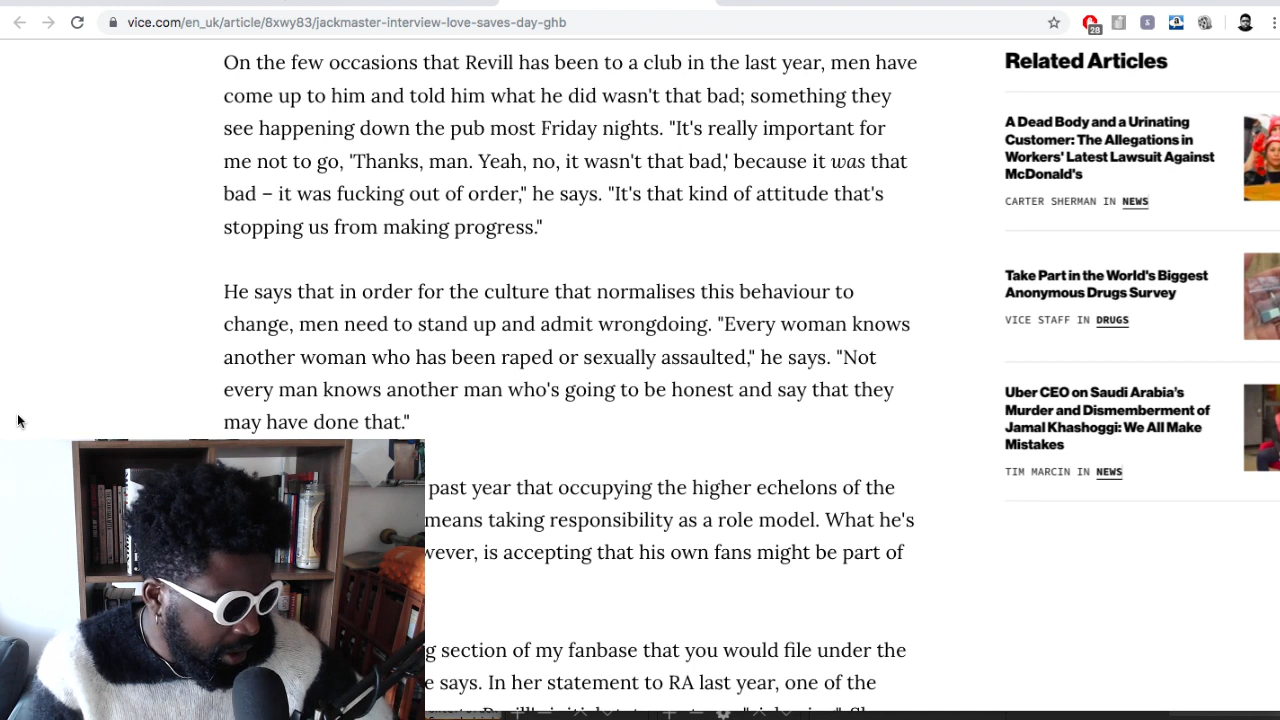 vice.com/en_uk/article/8xwy83/jackmaster-interview-love-saves-day-ghb
28
On the few occasions that Revill has been to a club in the last year, men have
come up to him and told him what he did wasn't that bad; something they
see happening down the pub most Friday nights. "It's really important for
me not to go, 'Thanks, man. Yeah, no, it wasn't that bad,' because it was that
bad – it was fucking out of order," he says. "It's that kind of attitude that's
stopping us from making progress."
He says that in order for the culture that normalises this behaviour to
change, men need to stand up and admit wrongdoing. "Every woman knows
another woman who has been raped or sexually assaulted," he says. "Not
every man knows another man who's going to be honest and say that they
may have done that."
past year that occupying the higher echelons of the
means taking responsibility as a role model. What he's
wever, is accepting that his own fans might be part of
g section of my fanbase that you would file under the
e says. In her statement to RA last year, one of the
Related Articles
A Dead Body and a Urinating
Customer: The Allegations in
Workers' Latest Lawsuit Against
McDonald's
CARTER SHERMAN IN NEWS
Take Part in the World's Biggest
Anonymous Drugs Survey
VICE STAFF IN DRUGS
Uber CEO on Saudi Arabia's
Murder and Dismemberment of
Jamal Khashoggi: We All Make
Mistakes
TIM MARCIN IN NEWS